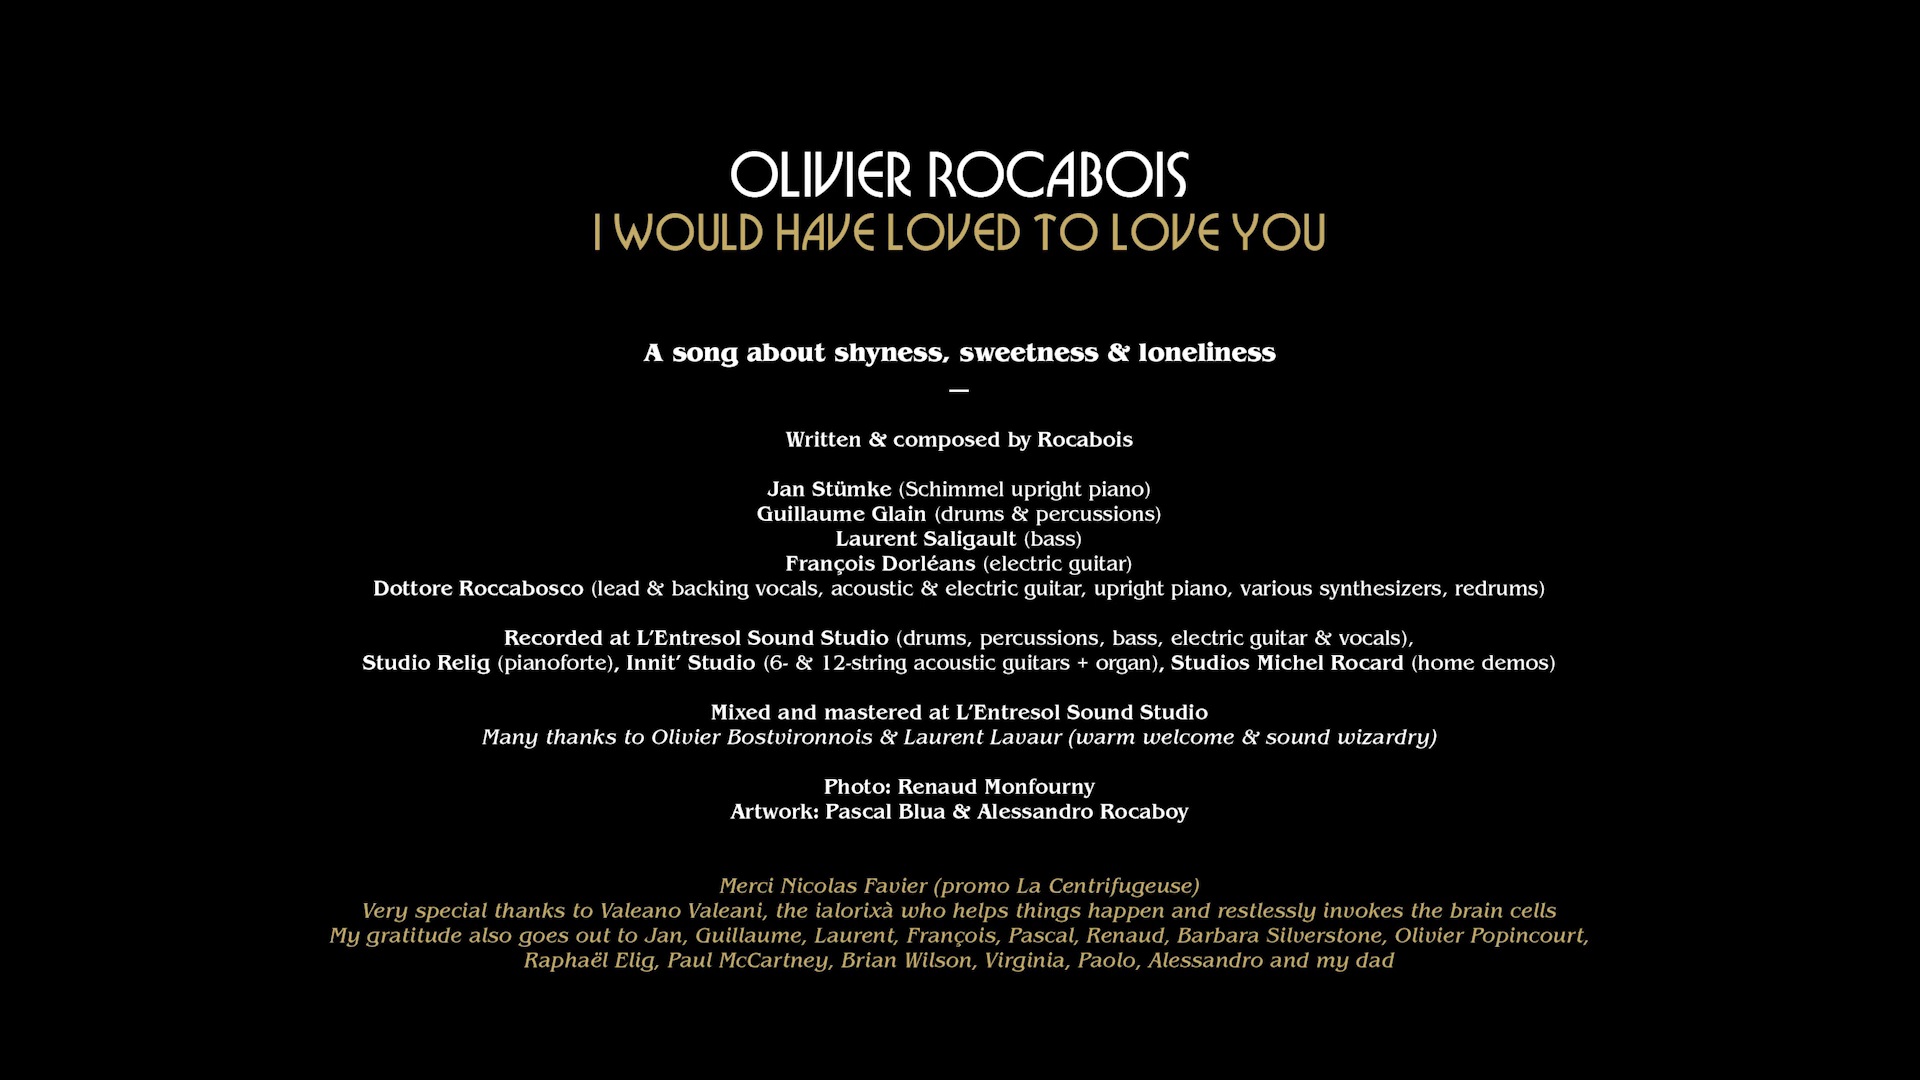 OLIVIER ROCABOIS
I WOULD HAVE LOVED TO LOVE YOU
A song about shyness, sweetness & loneliness
—
Written & composed by Rocabois
Jan Stümke (Schimmel upright piano)
Guillaume Glain (drums & percussions)
Laurent Saligault (bass)
François Dorléans (electric guitar)
Dottore Roccabosco (lead & backing vocals, acoustic & electric guitar, upright piano, various synthesizers, redrums)
Recorded at L’Entresol Sound Studio (drums, percussions, bass, electric guitar & vocals),
Studio Relig (pianoforte), Innit’ Studio (6- & 12-string acoustic guitars + organ), Studios Michel Rocard (home demos)
Mixed and mastered at L’Entresol Sound Studio
Many thanks to Olivier Bostvironnois & Laurent Lavaur (warm welcome & sound wizardry)
Photo: Renaud Monfourny
Artwork: Pascal Blua & Alessandro Rocaboy
Merci Nicolas Favier (promo La Centrifugeuse)
Very special thanks to Valeano Valeani, the ialorixà who helps things happen and restlessly invokes the brain cells
My gratitude also goes out to Jan, Guillaume, Laurent, François, Pascal, Renaud, Barbara Silverstone, Olivier Popincourt,
Raphaël Elig, Paul McCartney, Brian Wilson, Virginia, Paolo, Alessandro and my dad